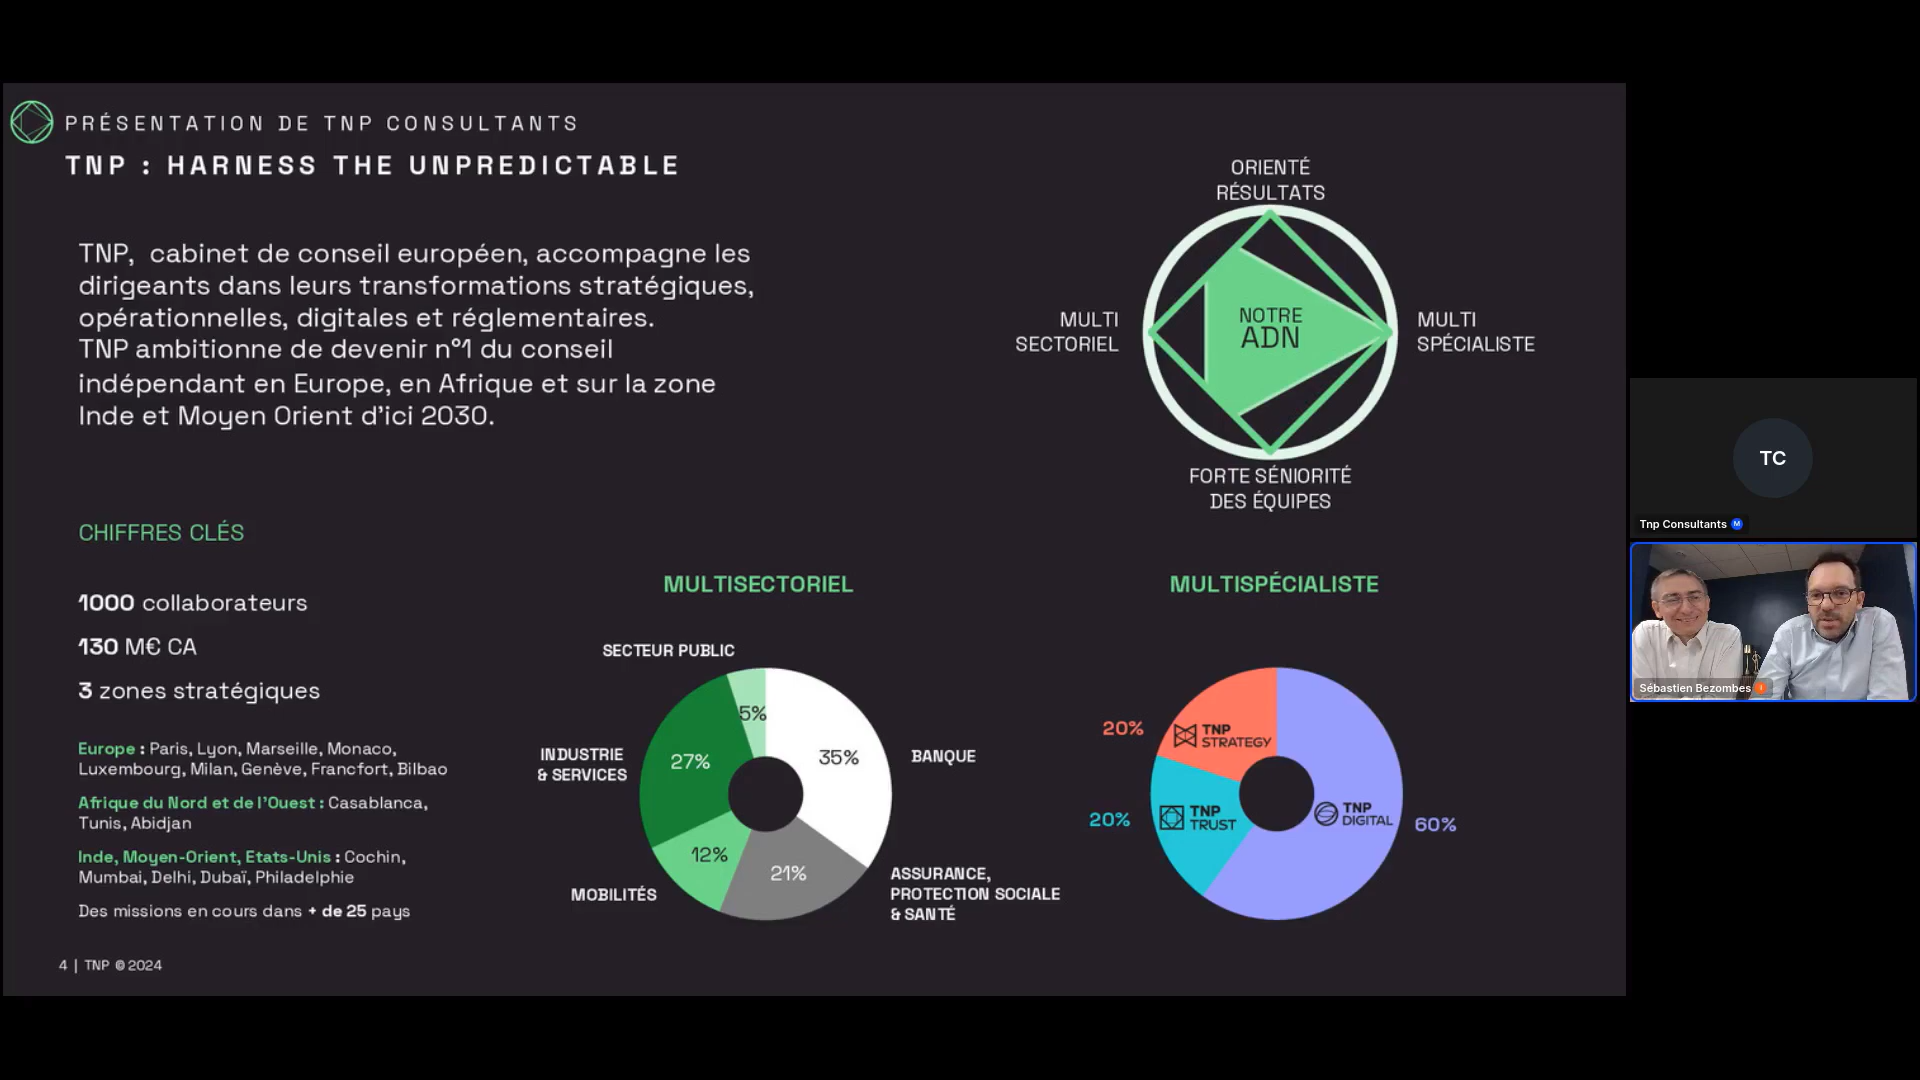 PRÉSENTATION DE TNP CONSULTANTS
TNP : HARNESS THE UNPREDICTABLE
TNP, cabinet de conseil européen, accompagne les
dirigeants dans leurs transformations stratégiques,
opérationnelles, digitales et réglementaires.
TNP ambitionne de devenir n°1 du conseil
indépendant en Europe, en Afrique et sur la zone
Inde et Moyen Orient d'ici 2030.
ORIENTÉ
RÉSULTATS
MULTI
SECTORIEL
NOTRE
ADN
MULTI
SPÉCIALISTE
FORTE SÉNIORITÉ
DES ÉQUIPES
CHIFFRES CLÉS
1000 collaborateurs
130 M€ CA
3 zones stratégiques
Europe : Paris, Lyon, Marseille, Monaco,
Luxembourg, Milan, Genève, Francfort, Bilbao
Afrique du Nord et de l'Ouest : Casablanca,
Tunis, Abidjan
Inde, Moyen-Orient, Etats-Unis : Cochin,
Mumbai, Delhi, Dubaï, Philadelphie
Des missions en cours dans + de 25 pays
MULTISECTORIEL
SECTEUR PUBLIC
5%
INDUSTRIE
& SERVICES
27%
35%
BANQUE
12%
MOBILITÉS
21%
ASSURANCE,
PROTECTION SOCIALE
& SANTÉ
MULTISPÉCIALISTE
20%
TNP
STRATEGY
20%
TNP
TRUST
TNP
DIGITAL
60%
4 | TNP © 2024
TC
Tnp Consultants M
Sébastien Bezombes